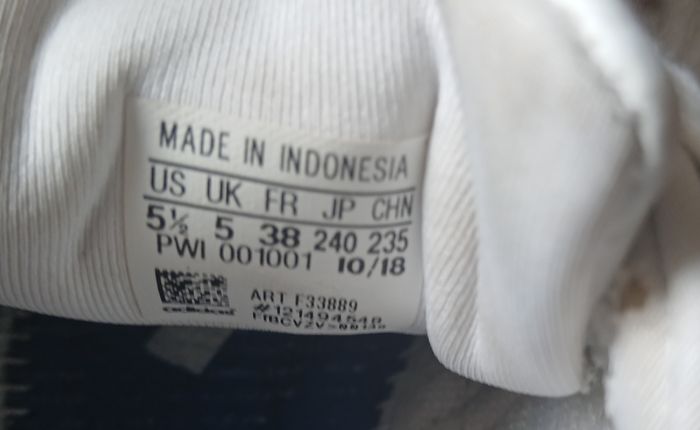 MADE IN INDONESIA
US UK FR JP CHN
5½ 5 38 240 235
PWI 001001 10/18
ART F33889
adidas